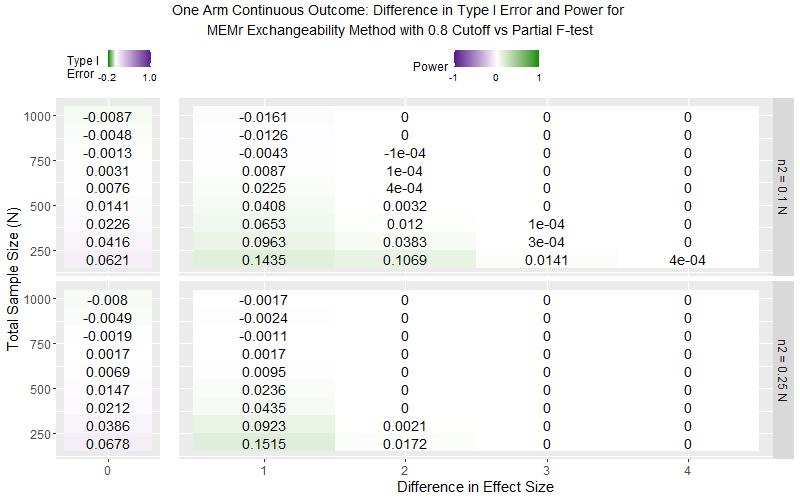 One Arm Continuous Outcome: Difference in Type I Error and Power for
MEMr Exchangeability Method with 0.8 Cutoff vs Partial F-test
Type I
Error -0.2 1.0
Power -1 0 1
1000 -0.0087 -0.0161 0 0 0
-0.0048 -0.0126 0 0 0
750 -0.0013 -0.0043 -1e-04 0 0
0.0031 0.0087 1e-04 0 0
0.0076 0.0225 4e-04 0 0
500 0.0141 0.0408 0.0032 0 0
0.0226 0.0653 0.012 1e-04 0
0.0416 0.0963 0.0383 3e-04 0
250 0.0621 0.1435 0.1069 0.0141 4e-04
n2 = 0.1 N
1000 -0.008 -0.0017 0 0 0
-0.0049 -0.0024 0 0 0
750 -0.0019 -0.0011 0 0 0
0.0017 0.0017 0 0 0
0.0069 0.0095 0 0 0
500 0.0147 0.0236 0 0 0
0.0212 0.0435 0 0 0
0.0386 0.0923 0.0021 0 0
250 0.0678 0.1515 0.0172 0 0
n2 = 0.25 N
Total Sample Size (N)
0 1 2 3 4
Difference in Effect Size